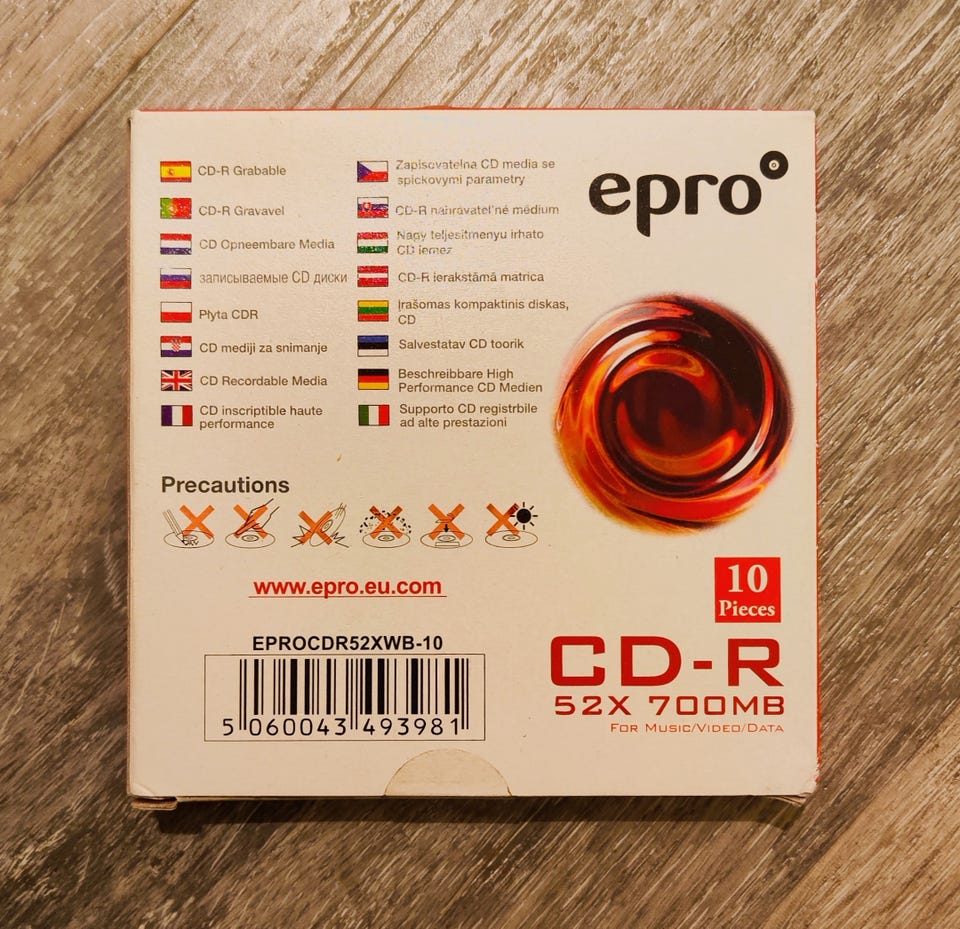 CD-R Grabable
CD-R Gravavel
CD Opneembare Media
записываемые CD диски
Płyta CDR
CD mediji za snimanje
CD Recordable Media
CD inscriptible haute
performance
Zapisovatelna CD media se
spickovymi parametry
CD-R nahrávateľné médium
Nagy teljesitmenyu irhato
CD lemez
CD-R ierakstāmā matrica
Įrašomas kompaktinis diskas,
CD
Salvestatav CD toorik
Beschreibbare High
Performance CD Medien
Supporto CD registrbile
ad alte prestazioni
epro
Precautions
www.epro.eu.com
EPROCDR52XWB-10
5 060043 493981
10
Pieces
CD-R
52X 700MB
For Music/Video/Data